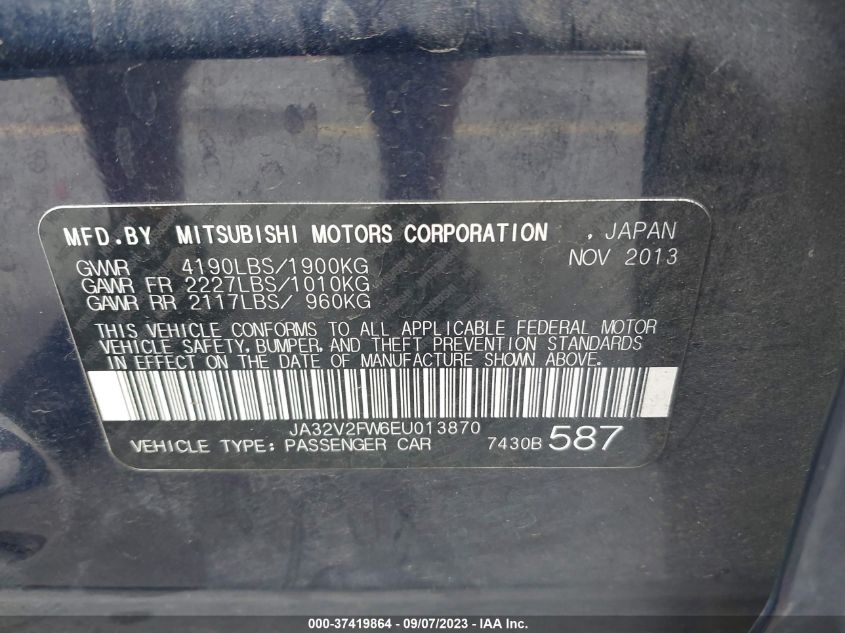 MFD.BY MITSUBISHI MOTORS CORPORATION , JAPAN
NOV 2013
GVWR 4190LBS/1900KG
GAWR FR 2227LBS/1010KG
GAWR RR 2117LBS/ 960KG
THIS VEHICLE CONFORMS TO ALL APPLICABLE FEDERAL MOTOR
VEHICLE SAFETY, BUMPER, AND THEFT PREVENTION STANDARDS
IN EFFECT ON THE DATE OF MANUFACTURE SHOWN ABOVE.
JA32V2FW6EU013870
VEHICLE TYPE: PASSENGER CAR 7430B 587
000-37419864 - 09/07/2023 - IAAI.COM